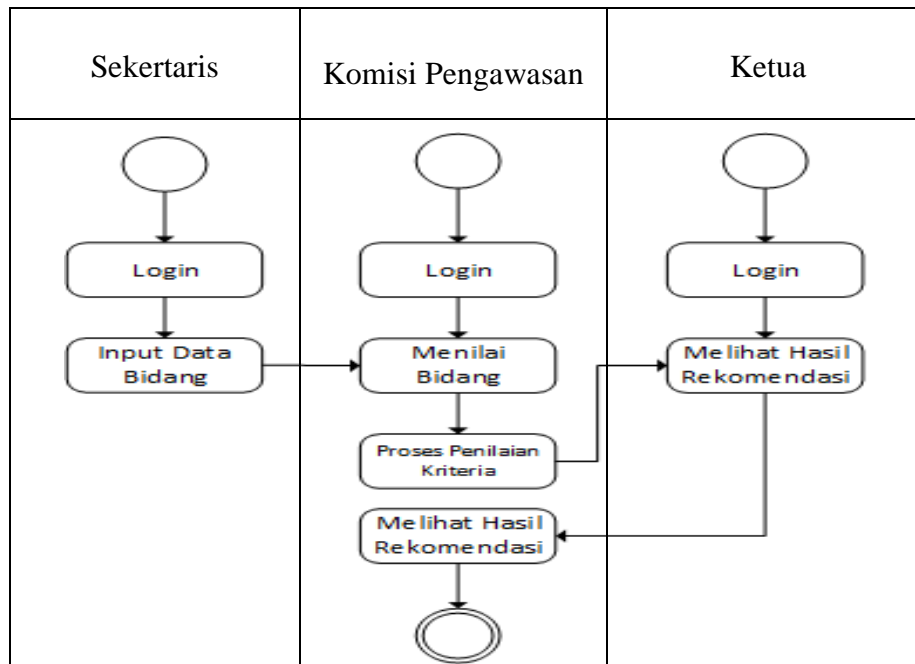 Sekertaris
Komisi Pengawasan
Ketua
Login
Login
Login
Input Data
Bidang
Menilai
Bidang
Melihat Hasil
Rekomendasi
Proses Penilaian
Kriteria
Melihat Hasil
Rekomendasi